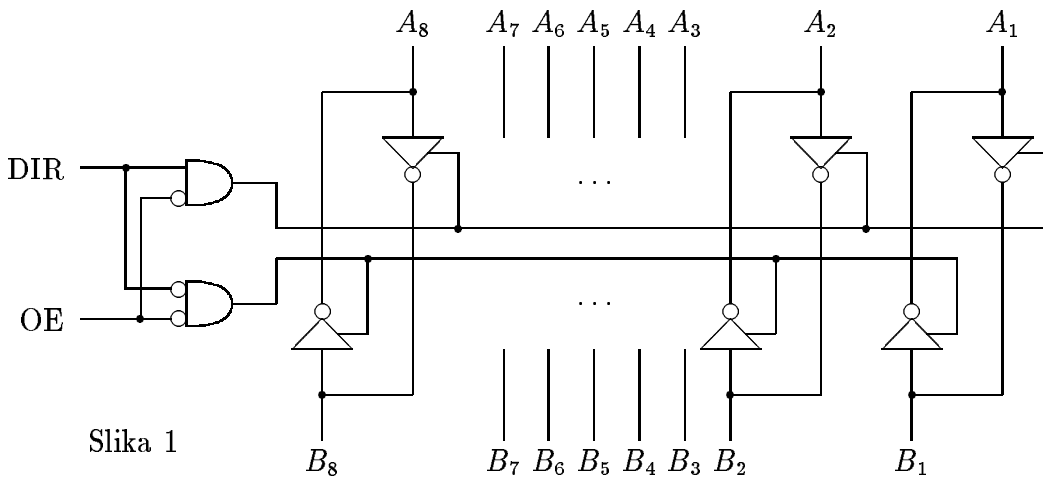 A₈ A₇ A₆ A₅ A₄ A₃ A₂ A₁
DIR
...
OE
...
Slika 1
B₈ B₇ B₆ B₅ B₄ B₃ B₂ B₁